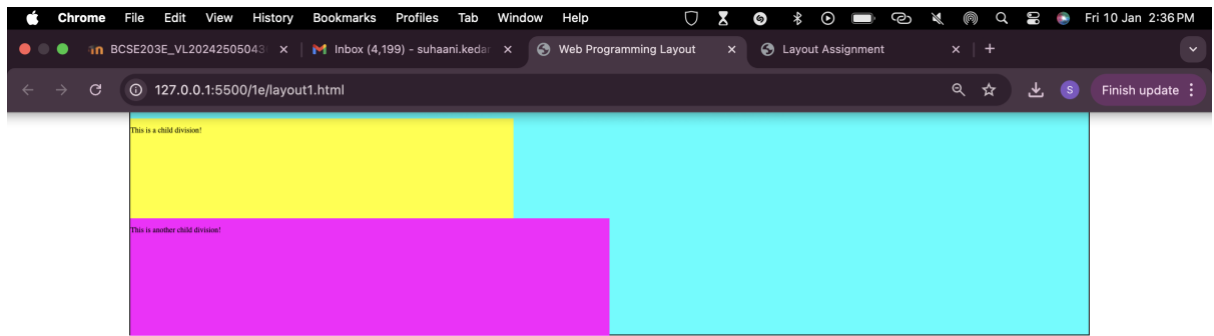 Chrome File Edit View History Bookmarks Profiles Tab Window Help Fri 10 Jan 2:36 PM
BCSE203E_VL20242505043 Inbox (4,199) - suhaani.kedar Web Programming Layout Layout Assignment
127.0.0.1:5500/1e/layout1.html S Finish update
This is a child division!
This is another child division!